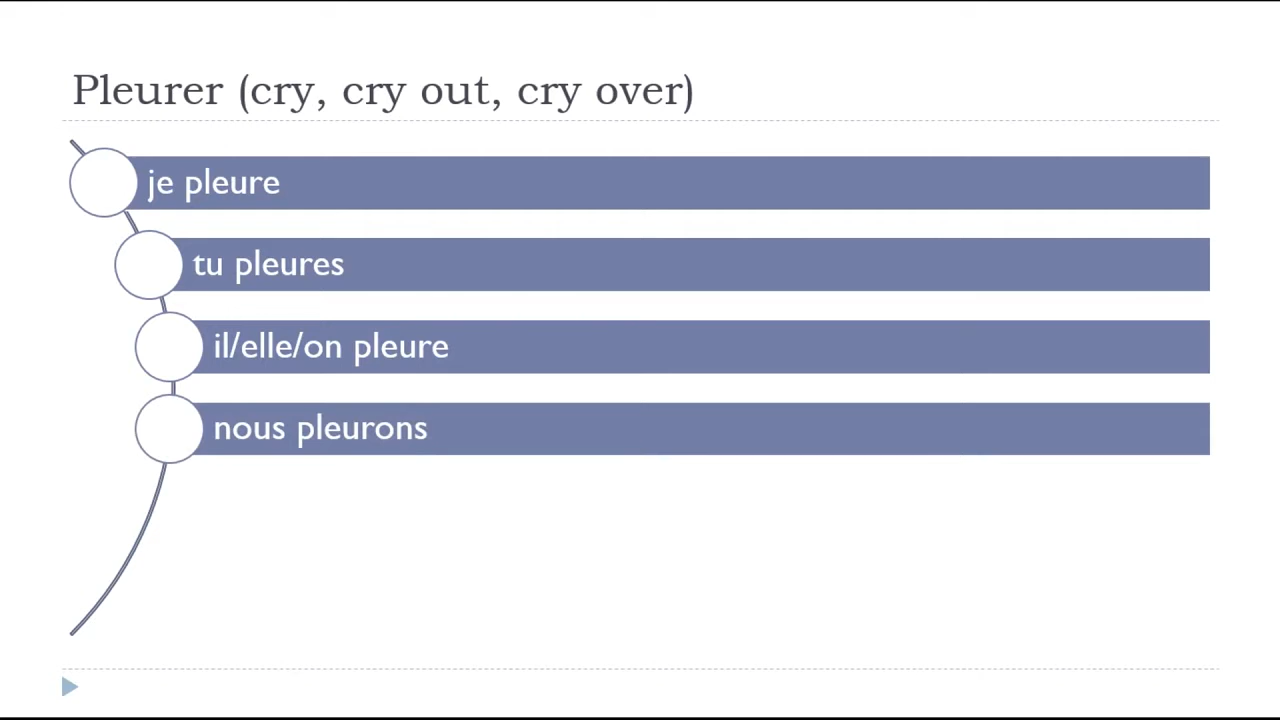 Pleurer (cry, cry out, cry over)
je pleure
tu pleures
il/elle/on pleure
nous pleurons